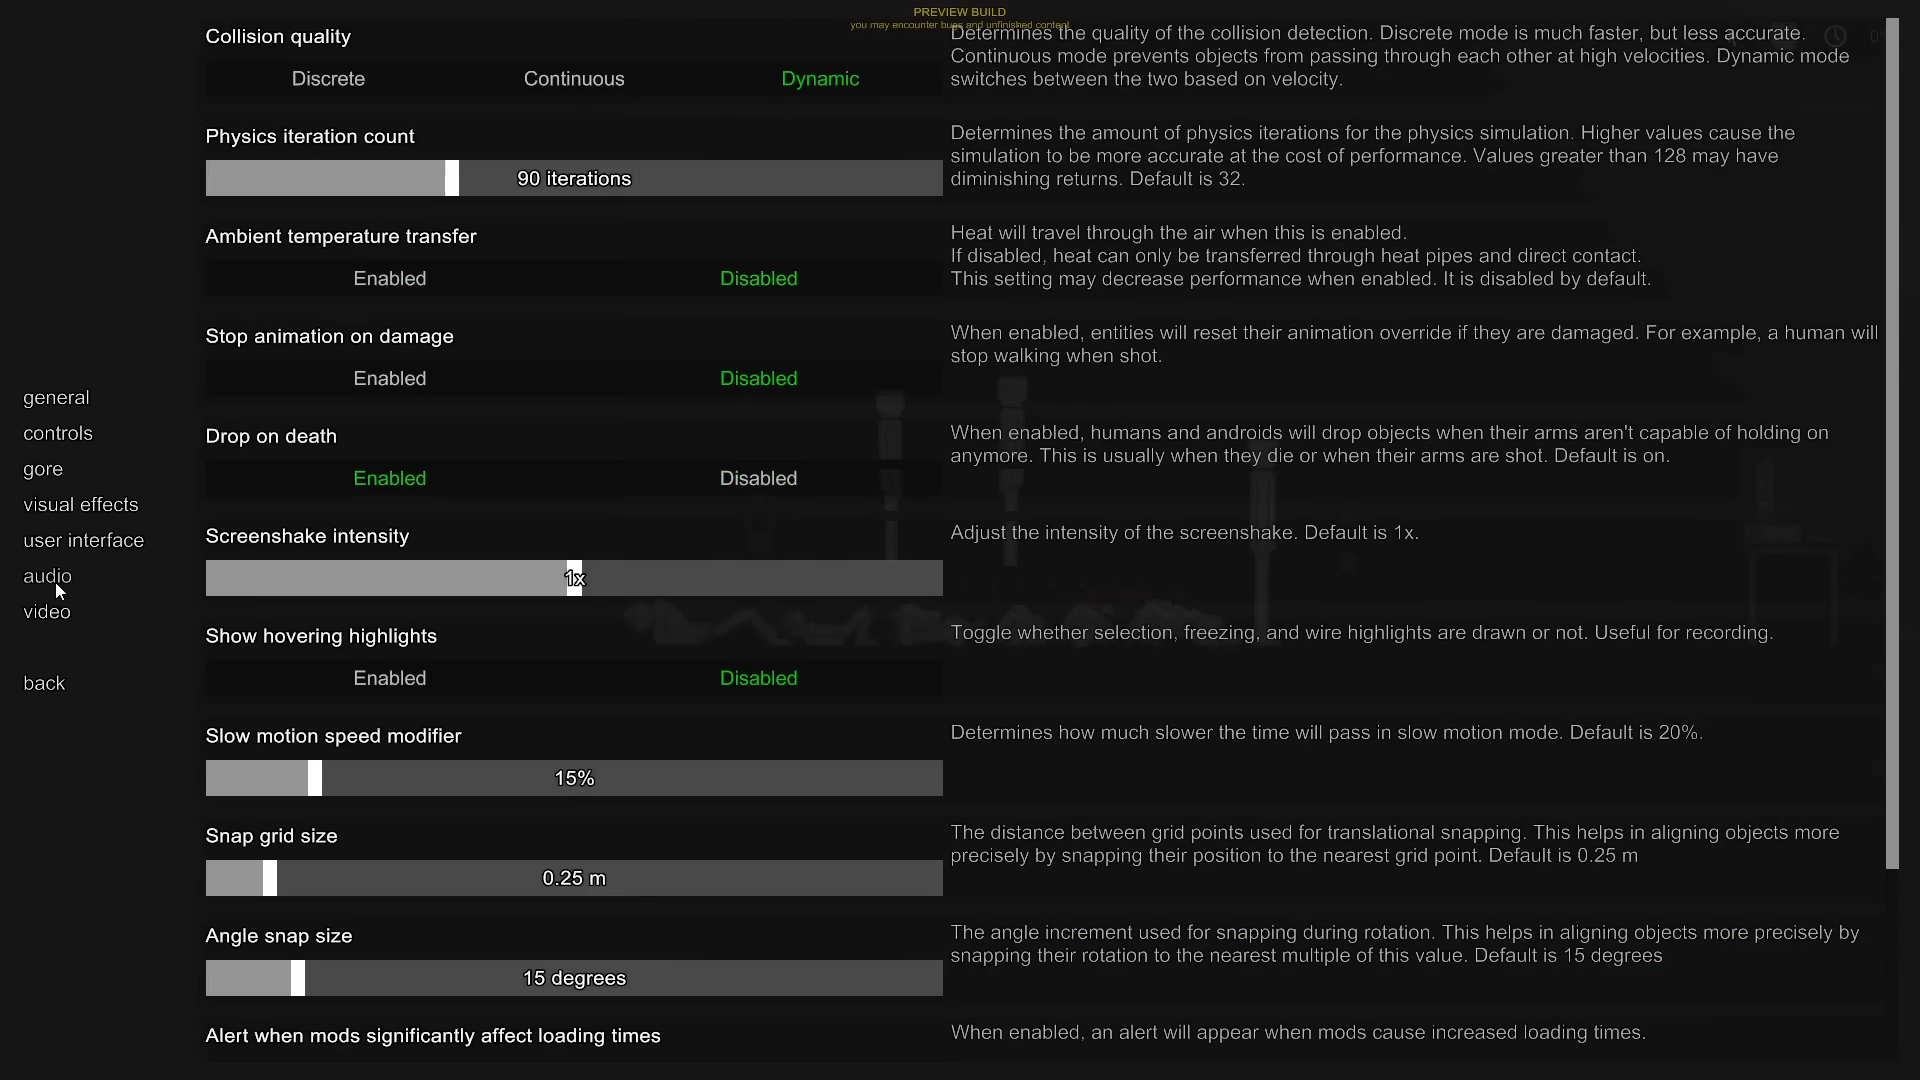 PREVIEW BUILD
you may encounter bugs and unfinished content
Collision quality
Discrete
Continuous
Dynamic
Determines the quality of the collision detection. Discrete mode is much faster, but less accurate.
Continuous mode prevents objects from passing through each other at high velocities. Dynamic mode
switches between the two based on velocity.
Physics iteration count
90 iterations
Determines the amount of physics iterations for the physics simulation. Higher values cause the
simulation to be more accurate at the cost of performance. Values greater than 128 may have
diminishing returns. Default is 32.
Ambient temperature transfer
Enabled
Disabled
Heat will travel through the air when this is enabled.
If disabled, heat can only be transferred through heat pipes and direct contact.
This setting may decrease performance when enabled. It is disabled by default.
Stop animation on damage
Enabled
Disabled
When enabled, entities will reset their animation override if they are damaged. For example, a human will
stop walking when shot.
general
controls
gore
visual effects
user interface
audio
video
back
Drop on death
Enabled
Disabled
When enabled, humans and androids will drop objects when their arms aren't capable of holding on
anymore. This is usually when they die or when their arms are shot. Default is on.
Screenshake intensity
1x
Adjust the intensity of the screenshake. Default is 1x.
Show hovering highlights
Enabled
Disabled
Toggle whether selection, freezing, and wire highlights are drawn or not. Useful for recording.
Slow motion speed modifier
15%
Determines how much slower the time will pass in slow motion mode. Default is 20%.
Snap grid size
0.25 m
The distance between grid points used for translational snapping. This helps in aligning objects more
precisely by snapping their position to the nearest grid point. Default is 0.25 m
Angle snap size
15 degrees
The angle increment used for snapping during rotation. This helps in aligning objects more precisely by
snapping their rotation to the nearest multiple of this value. Default is 15 degrees
Alert when mods significantly affect loading times
When enabled, an alert will appear when mods cause increased loading times.